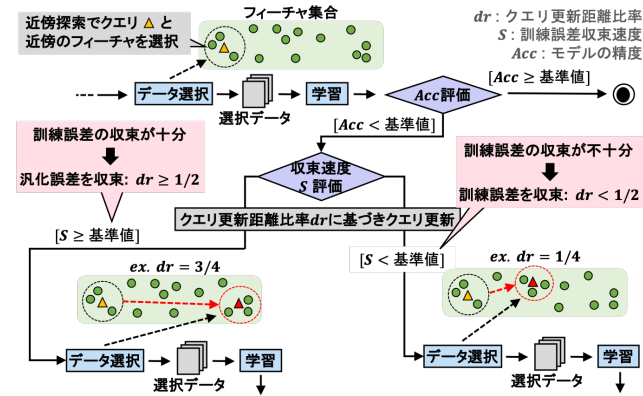 近傍探索でクエリ と
近傍のフィーチャを選択
フィーチャ集合
dr : クエリ更新距離比率
S : 訓練誤差収束速度
Acc : モデルの精度
データ選択
選択データ
学習
Acc評価
[Acc ≥ 基準値]
[Acc < 基準値]
訓練誤差の収束が十分
汎化誤差を収束: dr ≥ 1/2
収束速度
S 評価
訓練誤差の収束が不十分
訓練誤差を収束: dr < 1/2
クエリ更新距離比率drに基づきクエリ更新
[S ≥ 基準値]
[S < 基準値]
ex. dr = 3/4
ex. dr = 1/4
データ選択
選択データ
学習
データ選択
選択データ
学習